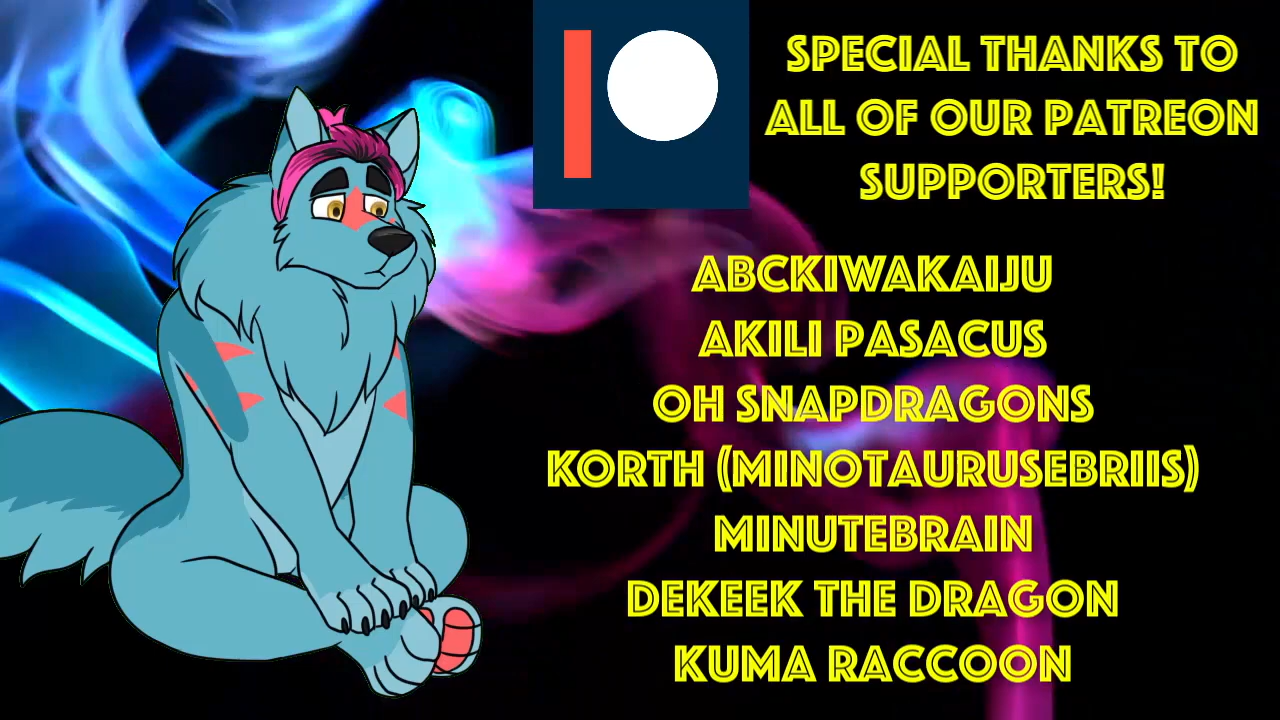 SPECIAL THANKS TO
ALL OF OUR PATREON
SUPPORTERS!
ABCKIWAKAIJU
AKILI PASACUS
OH SNAPDRAGONS
KORTH (MINOTAURUSEBRIIS)
MINUTEBRAIN
DEKEEK THE DRAGON
KUMA RACCOON